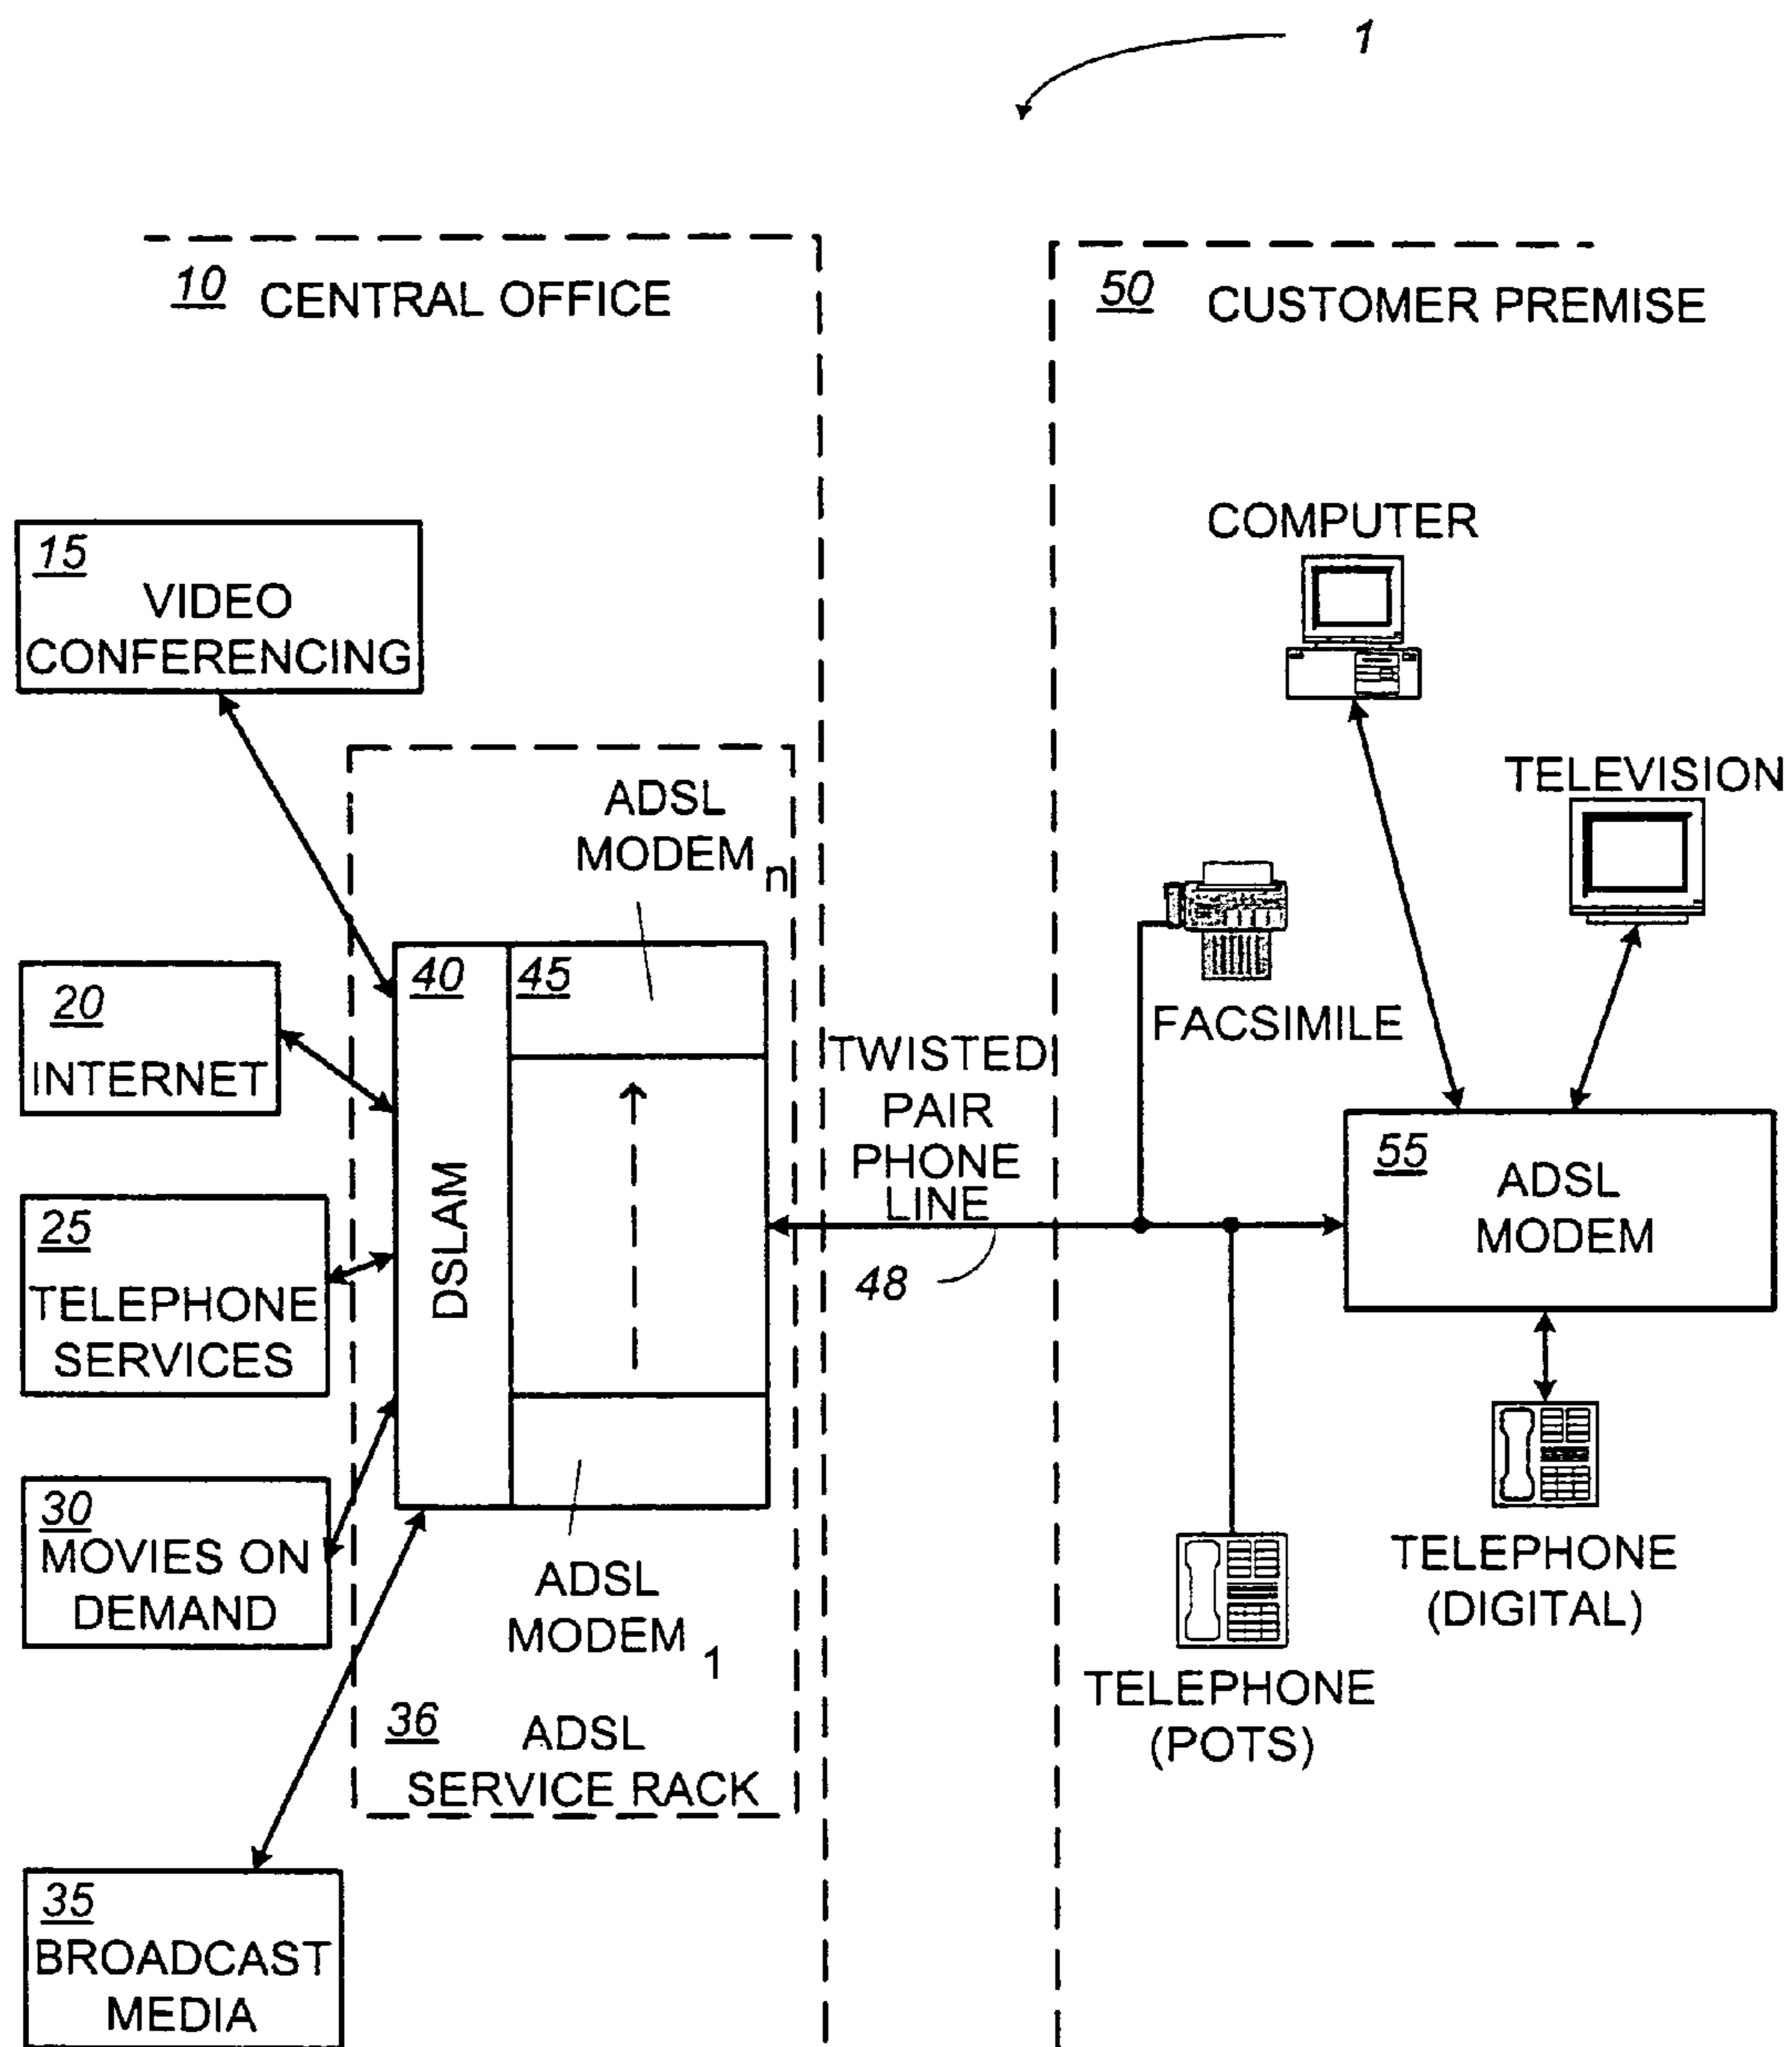 1
10 CENTRAL OFFICE
50 CUSTOMER PREMISE
15
VIDEO
CONFERENCING
20
INTERNET
25
TELEPHONE
SERVICES
30
MOVIES ON
DEMAND
35
BROADCAST
MEDIA
ADSL
MODEM n
40
DSLAM
45
ADSL
MODEM 1
36 ADSL
SERVICE RACK
TWISTED
PAIR
PHONE
LINE
48
COMPUTER
TELEVISION
FACSIMILE
55
ADSL
MODEM
TELEPHONE
(DIGITAL)
TELEPHONE
(POTS)